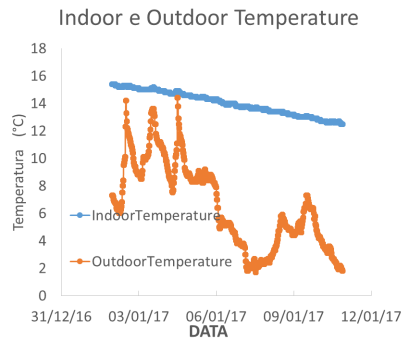 Indoor e Outdoor Temperature
18
16
14
12
10
8
6
4
2
0
Temperatura (°C)
IndoorTemperature
OutdoorTemperature
31/12/16 03/01/17 06/01/17 09/01/17 12/01/17
DATA